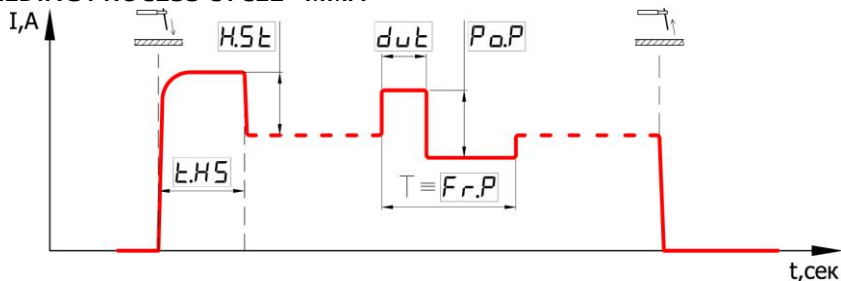 I,A
H.St
dut
Po.P
t.HS
T ≡ Fr.P
t,сек